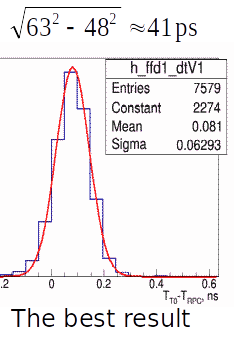 √63² - 48² ≈41ps
h_ffd1_dtV1
Entries 7579
Constant 2274
Mean 0.081
Sigma 0.06293
.2 0 0.2 0.4 0.6
T_T0-T_RPC, ns
The best result